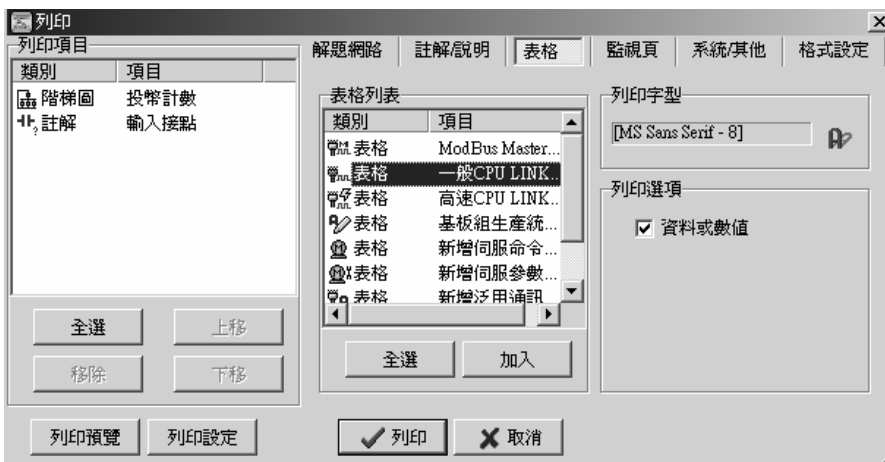 列印
列印項目
類別 項目
階梯圖 投幣計數
註解 輸入接點
全選 上移
移除 下移
列印預覽 列印設定
解題網路 註解/說明 表格 監視頁 系統/其他 格式設定
表格列表
類別 項目
表格 ModBus Master...
表格 一般CPU LINK...
表格 高速CPU LINK...
表格 基板組生產統...
表格 新增伺服命令...
表格 新增伺服參數...
表格 新增泛用通訊
全選 加入
列印字型
[MS Sans Serif - 8]
列印選項
資料或數值
列印 取消